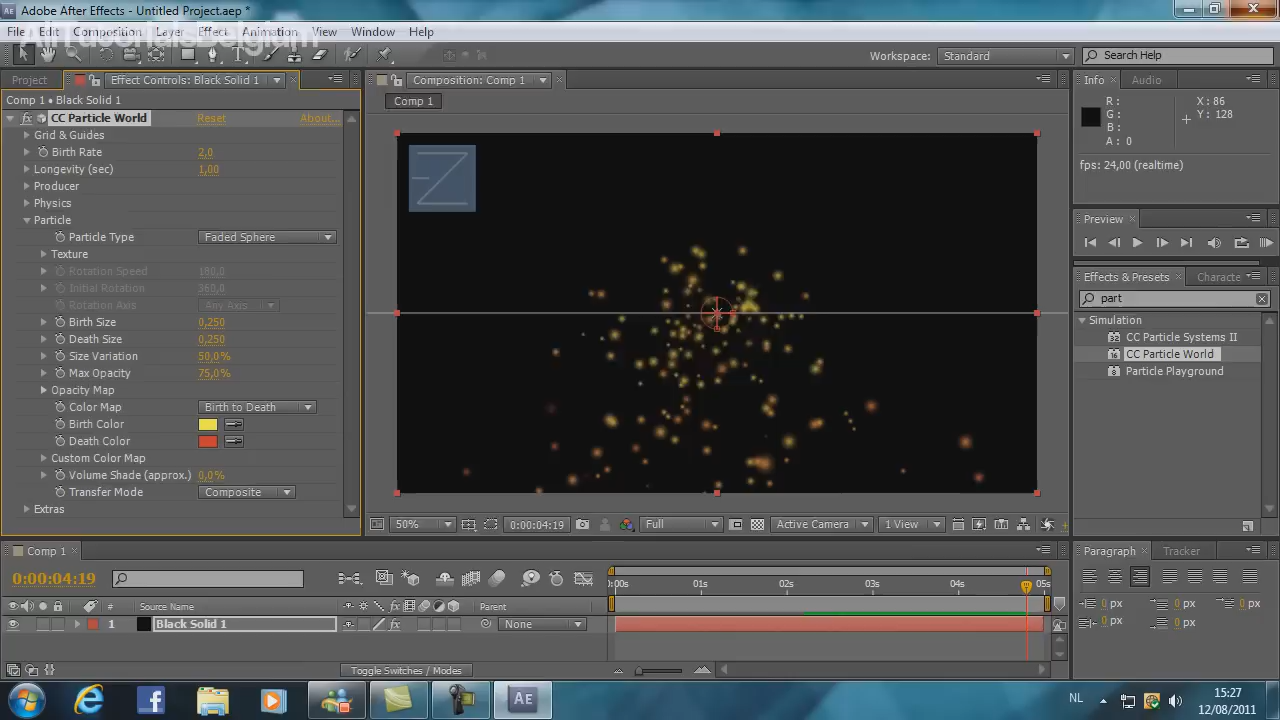 Adobe After Effects - Untitled Project.aep *
File Edit Composition Layer Effect Animation View Window Help
AllTutorialsBelgium
Workspace: Standard
Search Help
Project Effect Controls: Black Solid 1
Composition: Comp 1
Info Audio
Comp 1 • Black Solid 1
Comp 1
R:
G:
B:
A: 0
X: 86
Y: 128
fps: 24,00 (realtime)
CC Particle World Reset About...
Grid & Guides
Birth Rate 2,0
Longevity (sec) 1,00
Producer
Physics
Particle
Particle Type Faded Sphere
Texture
Rotation Speed 180,0
Initial Rotation 360,0
Rotation Axis Any Axis
Birth Size 0,250
Death Size 0,250
Size Variation 50,0%
Max Opacity 75,0%
Opacity Map
Color Map Birth to Death
Birth Color
Death Color
Custom Color Map
Volume Shade (approx.) 0,0%
Transfer Mode Composite
Extras
Preview
Effects & Presets Characte
part
Simulation
CC Particle Systems II
CC Particle World
Particle Playground
50% 0:00:04:19 Full Active Camera 1 View
Comp 1
0:00:04:19
:00s 01s 02s 03s 04s 05s
# Source Name Parent
1 Black Solid 1 None
Toggle Switches / Modes
Paragraph Tracker
0 px 0 px 0 px
0 px 0 px
NL
15:27
12/08/2011